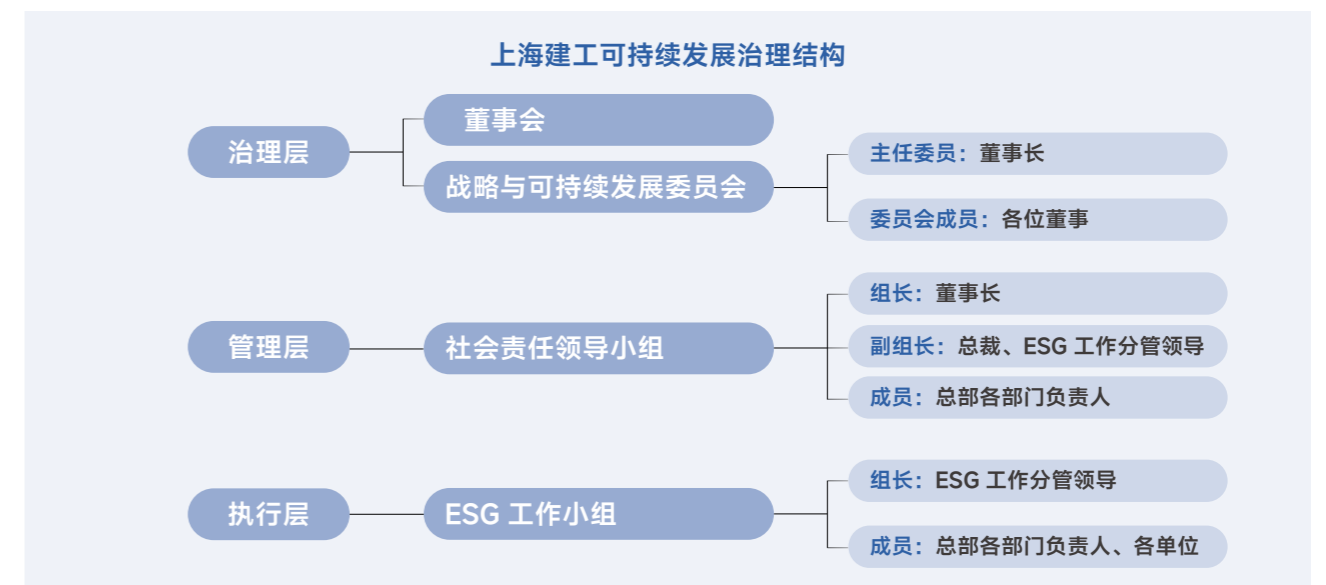 上海建工可持续发展治理结构
治理层
董事会
战略与可持续发展委员会
主任委员：董事长
委员会成员：各位董事
管理层
社会责任领导小组
组长：董事长
副组长：总裁、ESG 工作分管领导
成员：总部各部门负责人
执行层
ESG 工作小组
组长：ESG 工作分管领导
成员：总部各部门负责人、各单位